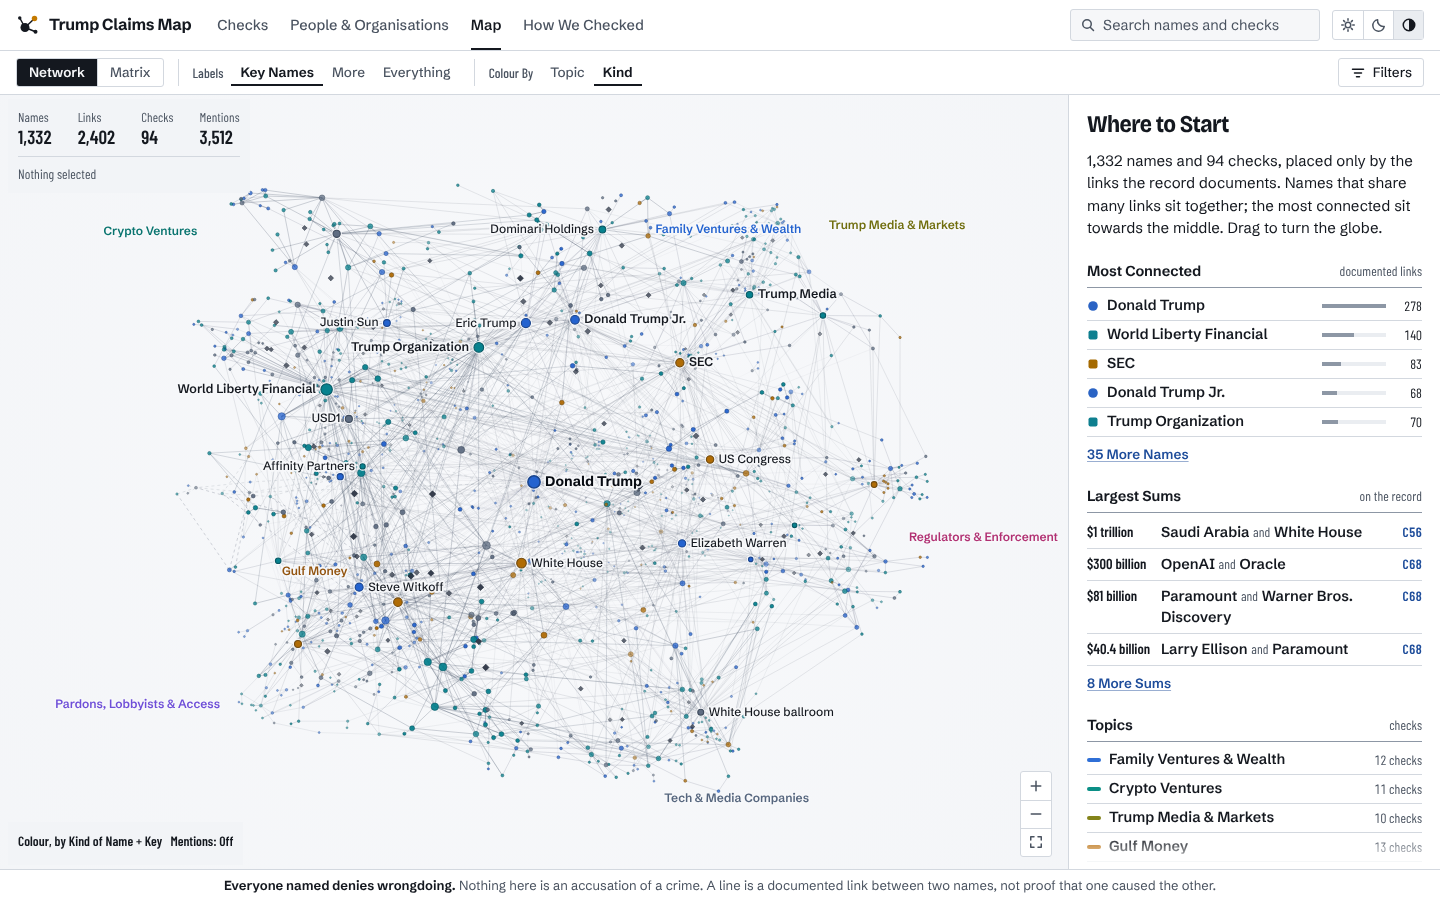 Trump Claims Map
Checks
People & Organisations
Map
How We Checked
Search names and checks
Network
Matrix
Labels
Key Names
More
Everything
Colour By
Topic
Kind
Filters
Names Links Checks Mentions
1,332 2,402 94 3,512
Nothing selected
Crypto Ventures
Dominari Holdings
Family Ventures & Wealth
Trump Media & Markets
Trump Media
Justin Sun
Eric Trump
Donald Trump Jr.
Trump Organization
SEC
World Liberty Financial
USD1
US Congress
Affinity Partners
Donald Trump
Regulators & Enforcement
Elizabeth Warren
White House
Gulf Money
Steve Witkoff
Pardons, Lobbyists & Access
White House ballroom
Tech & Media Companies
Colour, by Kind of Name + Key Mentions: Off
Where to Start
1,332 names and 94 checks, placed only by the
links the record documents. Names that share
many links sit together; the most connected sit
towards the middle. Drag to turn the globe.
Most Connected documented links
Donald Trump 278
World Liberty Financial 140
SEC 83
Donald Trump Jr. 68
Trump Organization 70
35 More Names
Largest Sums on the record
$1 trillion Saudi Arabia and White House C56
$300 billion OpenAI and Oracle C68
$81 billion Paramount and Warner Bros. C68
Discovery
$40.4 billion Larry Ellison and Paramount C68
8 More Sums
Topics checks
Family Ventures & Wealth 12 checks
Crypto Ventures 11 checks
Trump Media & Markets 10 checks
Gulf Money 13 checks
Everyone named denies wrongdoing. Nothing here is an accusation of a crime. A line is a documented link between two names, not proof that one caused the other.